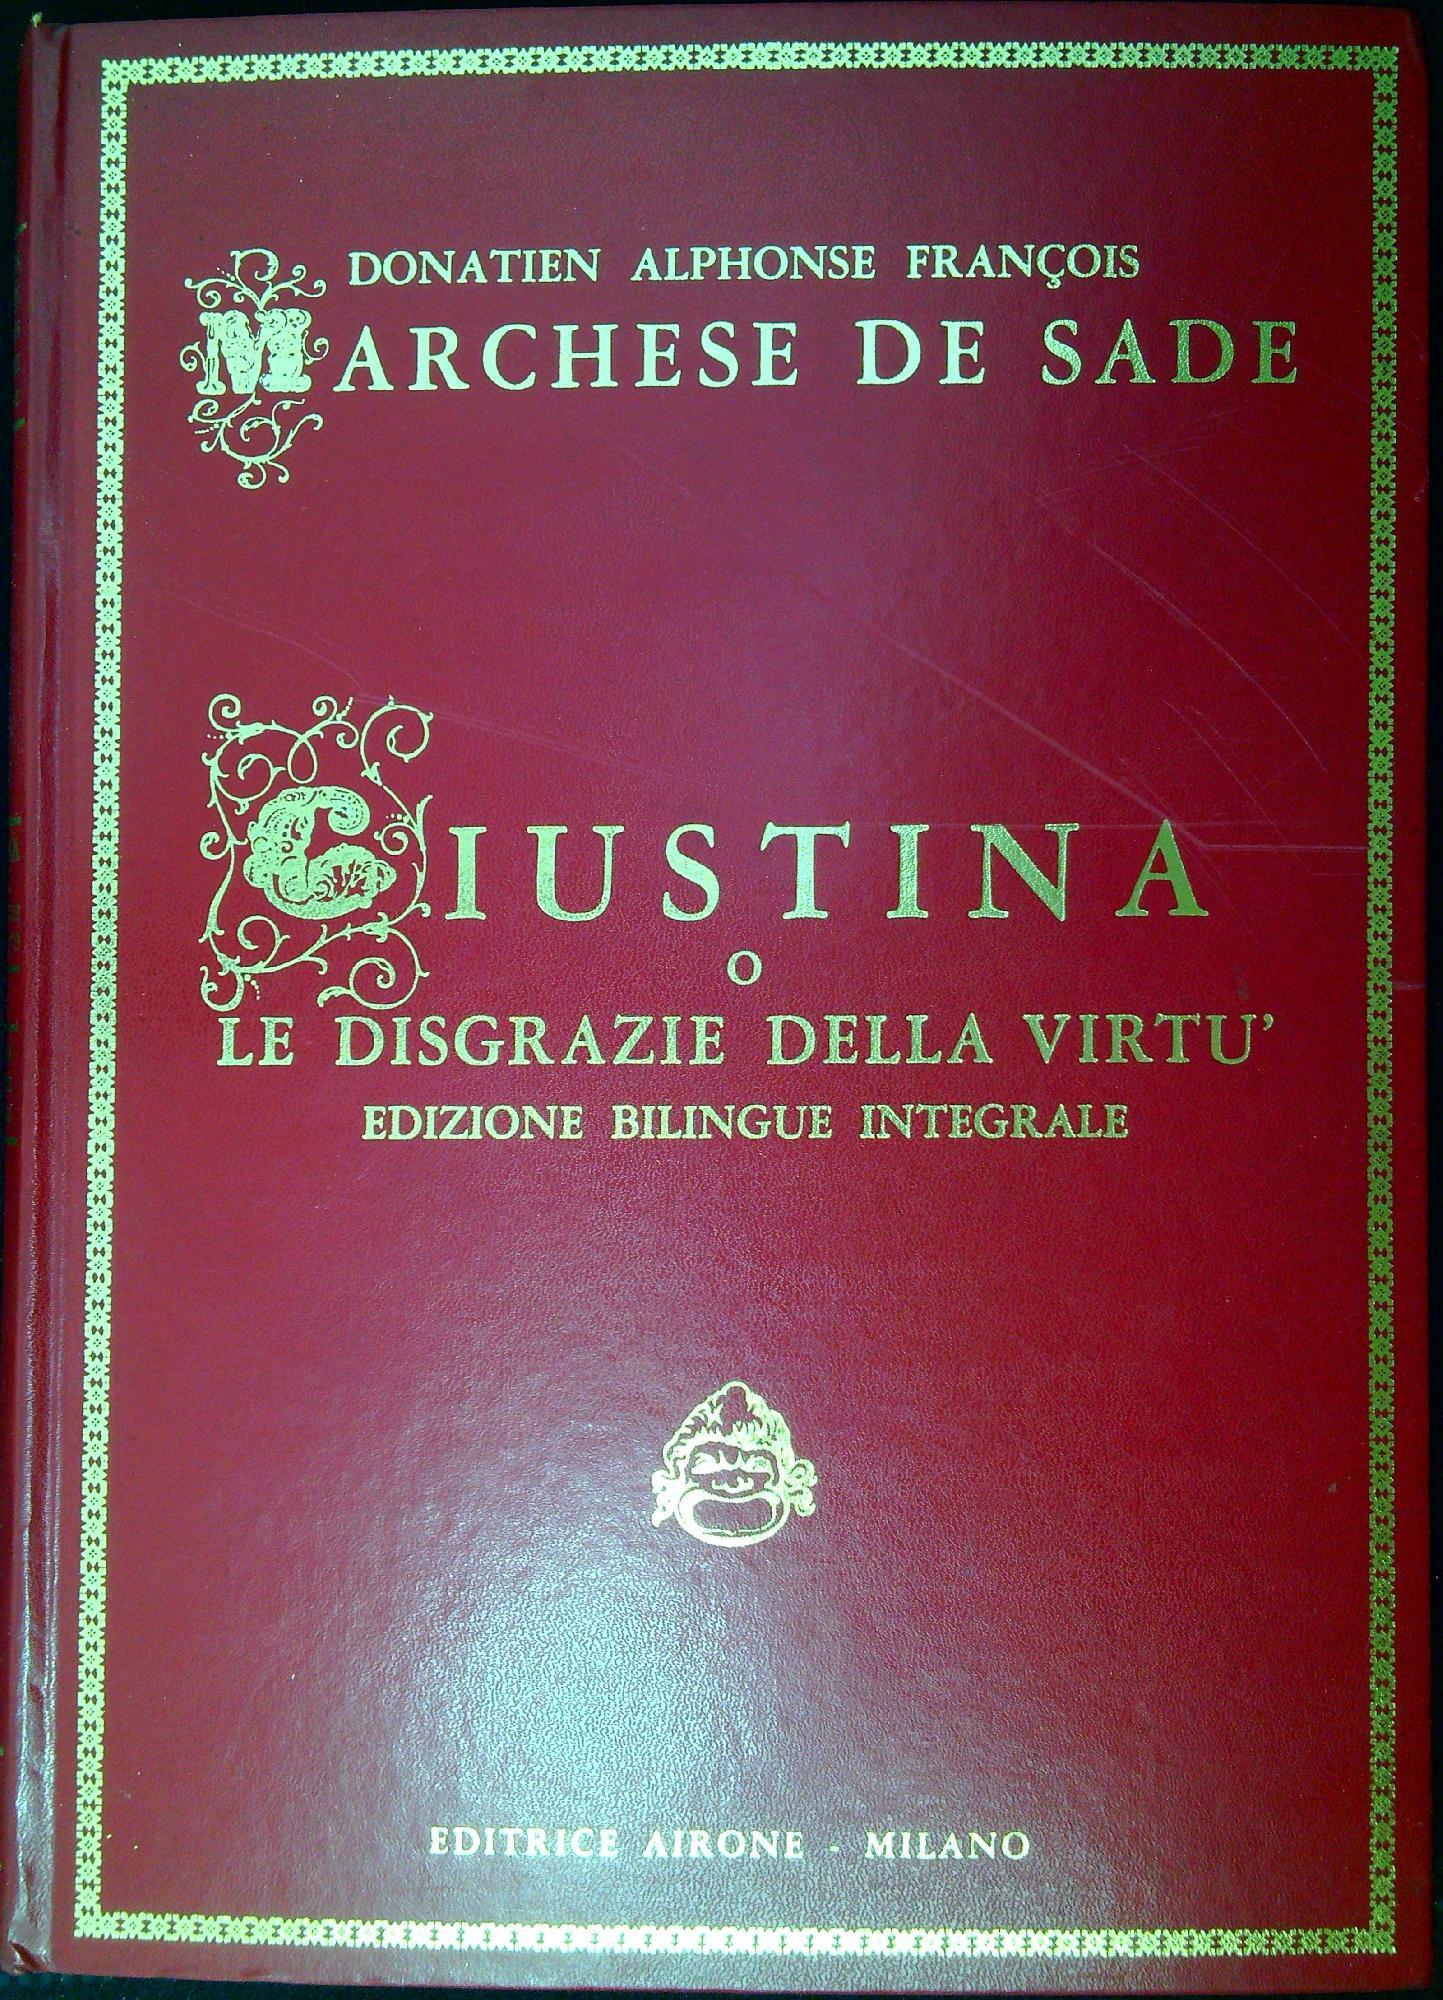 DONATIEN ALPHONSE FRANÇOIS
MARCHESE DE SADE
GIUSTINA
O
LE DISGRAZIE DELLA VIRTU'
EDIZIONE BILINGUE INTEGRALE
EDITRICE AIRONE - MILANO